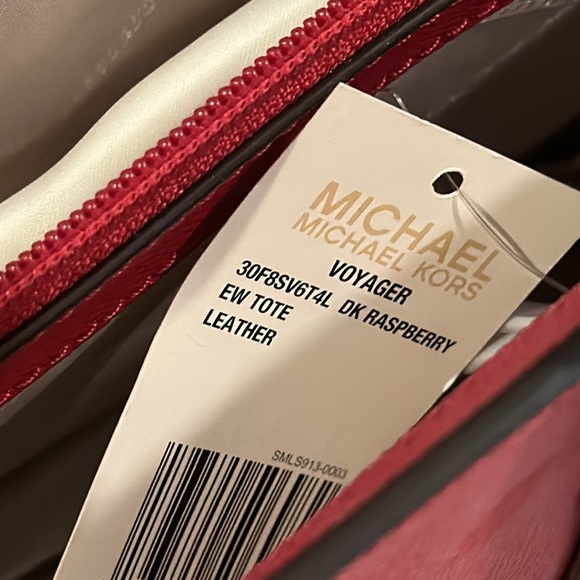 MICHAEL
MICHAEL KORS
VOYAGER
30F8SV6T4L DK RASPBERRY
EW TOTE
LEATHER
SMLS913-0003